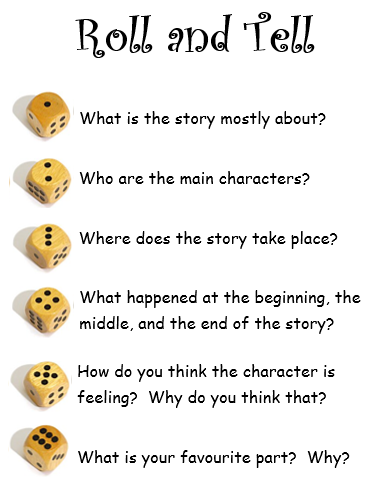 Roll and Tell
What is the story mostly about?
Who are the main characters?
Where does the story take place?
What happened at the beginning, the
middle, and the end of the story?
How do you think the character is
feeling?  Why do you think that?
What is your favourite part?  Why?